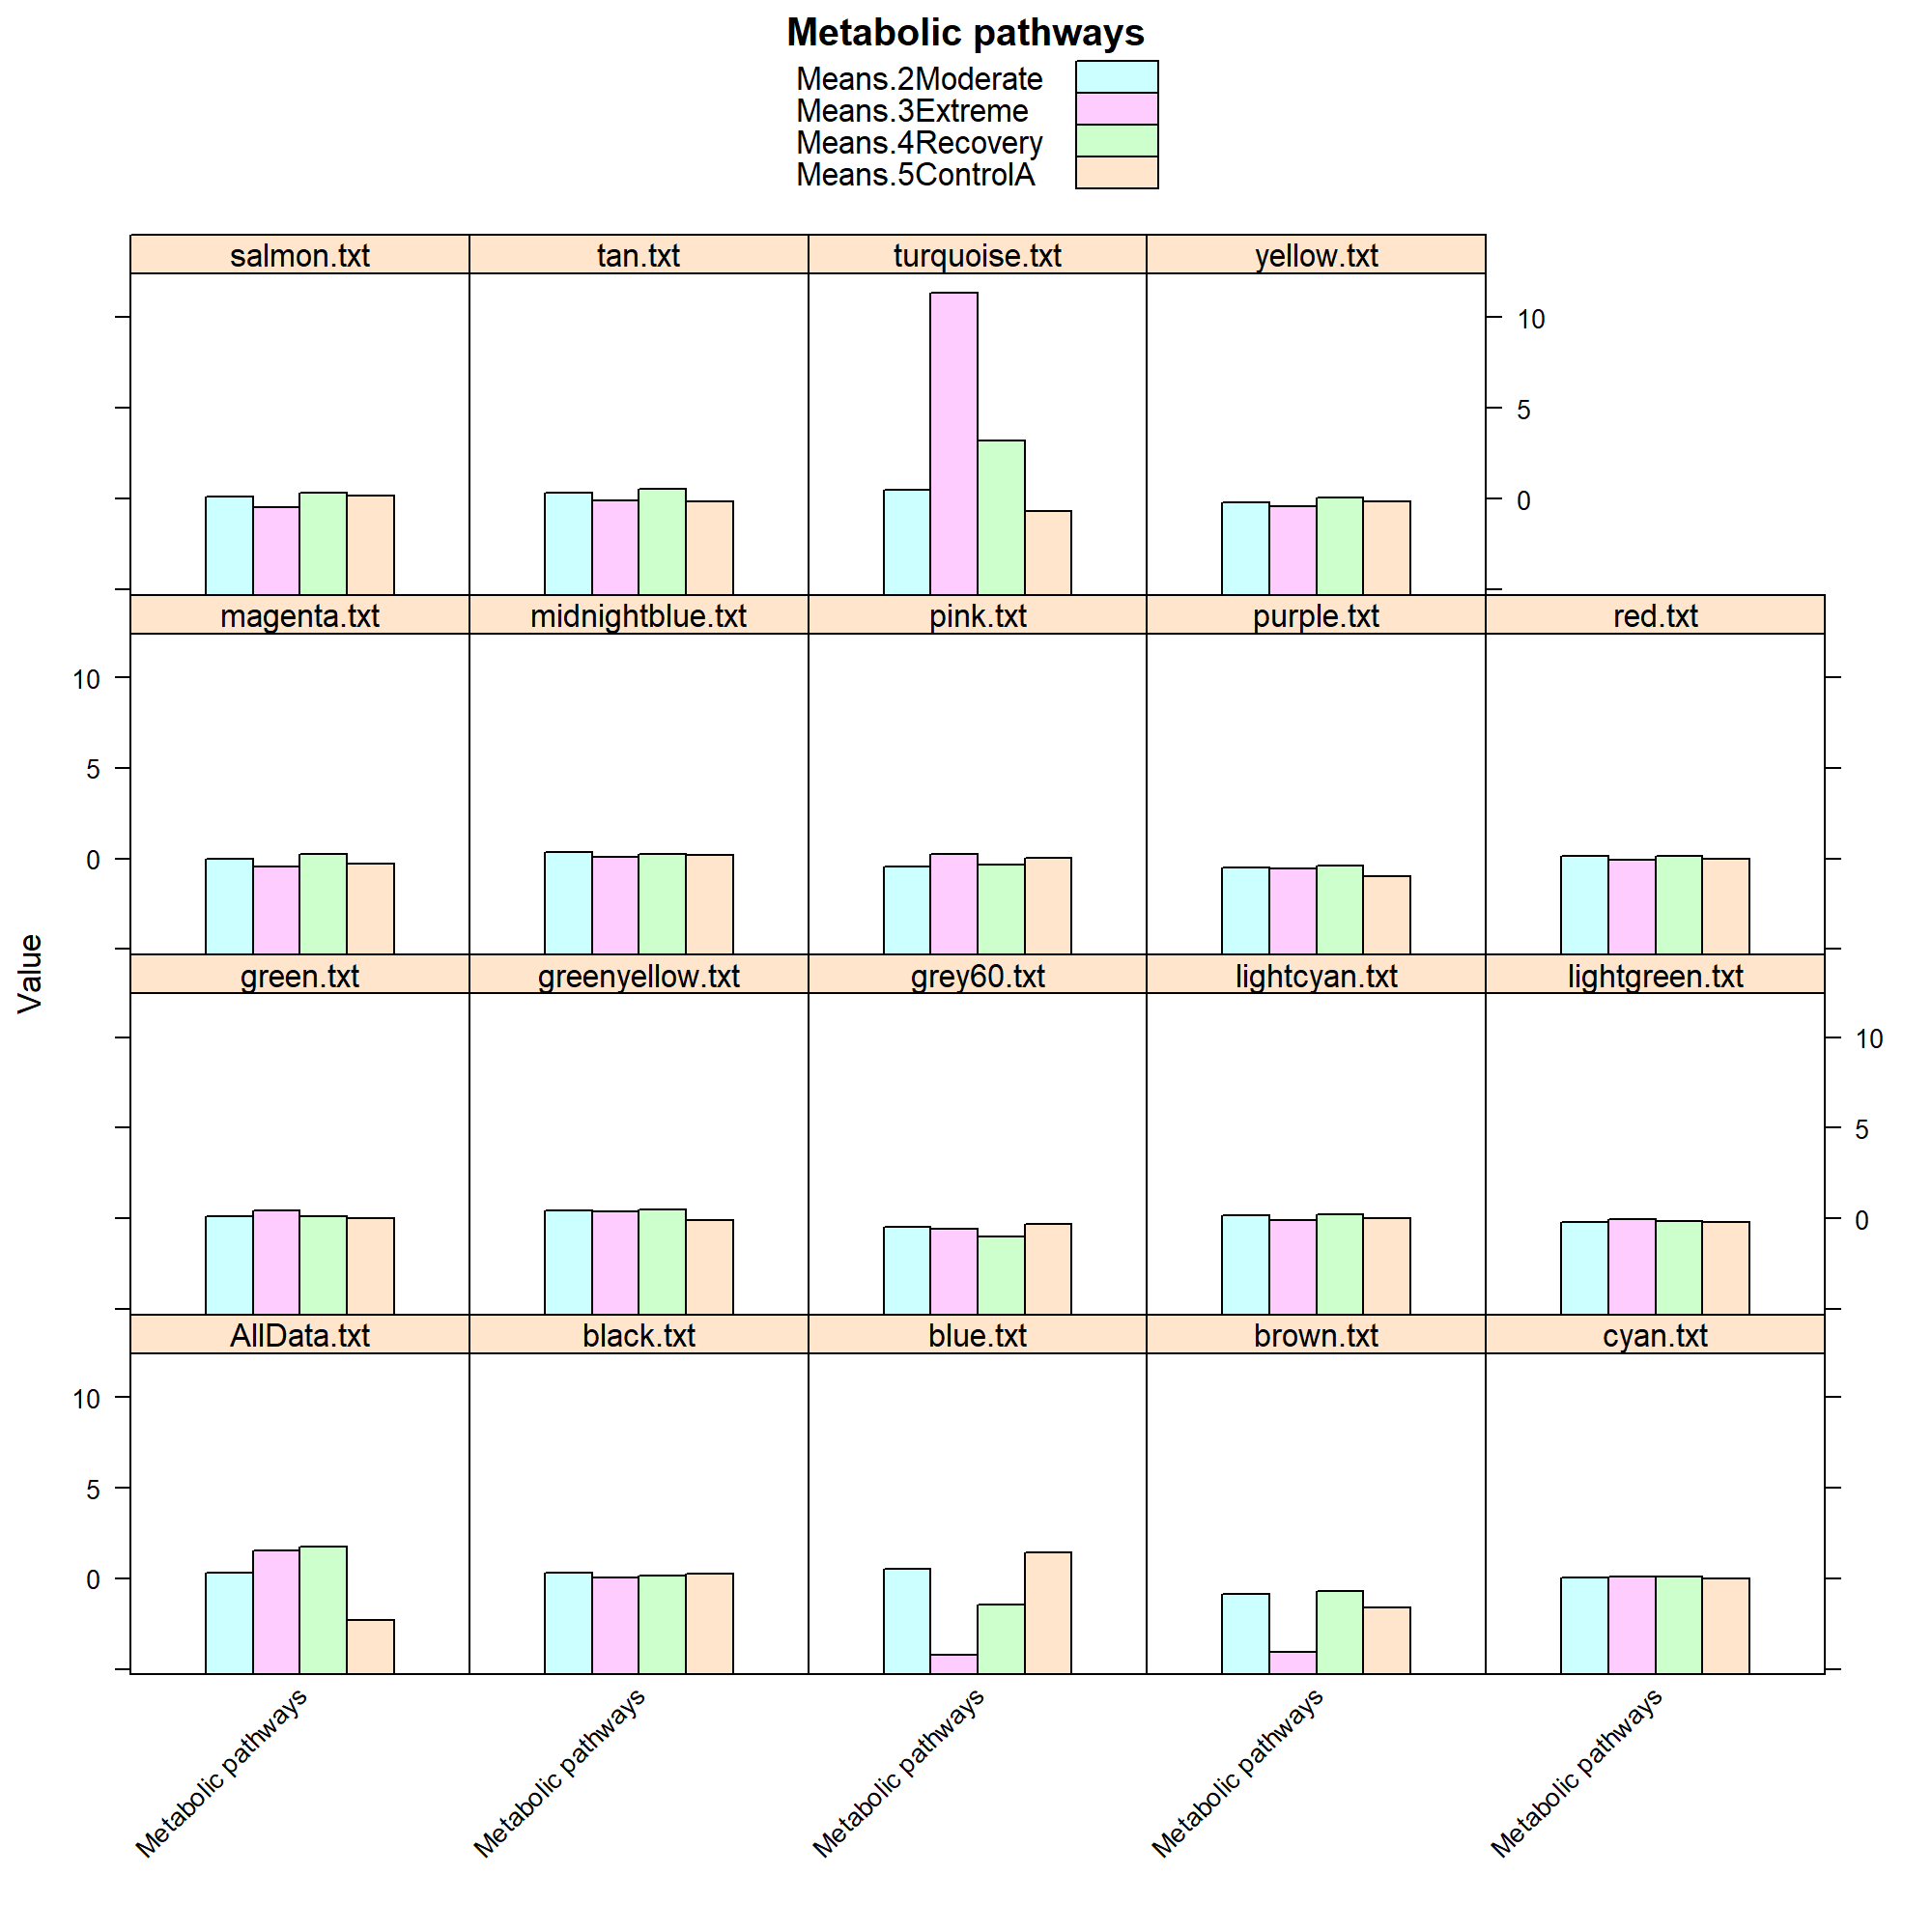 Metabolic pathways
Means.2Moderate
Means.3Extreme
Means.4Recovery
Means.5ControlA
salmon.txt tan.txt turquoise.txt yellow.txt
10
5
0
magenta.txt midnightblue.txt pink.txt purple.txt red.txt
10
5
0
Value
green.txt greenyellow.txt grey60.txt lightcyan.txt lightgreen.txt
10
5
0
AllData.txt black.txt blue.txt brown.txt cyan.txt
10
5
0
Metabolic pathways Metabolic pathways Metabolic pathways Metabolic pathways Metabolic pathways